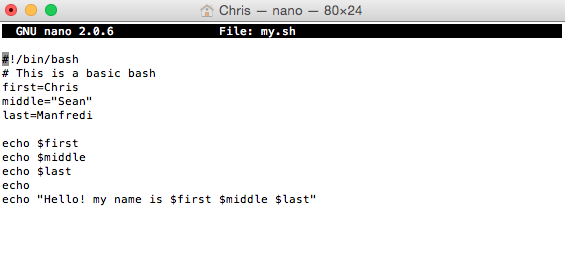 Chris — nano — 80×24
GNU nano 2.0.6 File: my.sh
#!/bin/bash
# This is a basic bash
first=Chris
middle="Sean"
last=Manfredi
echo $first
echo $middle
echo $last
echo
echo "Hello! my name is $first $middle $last"